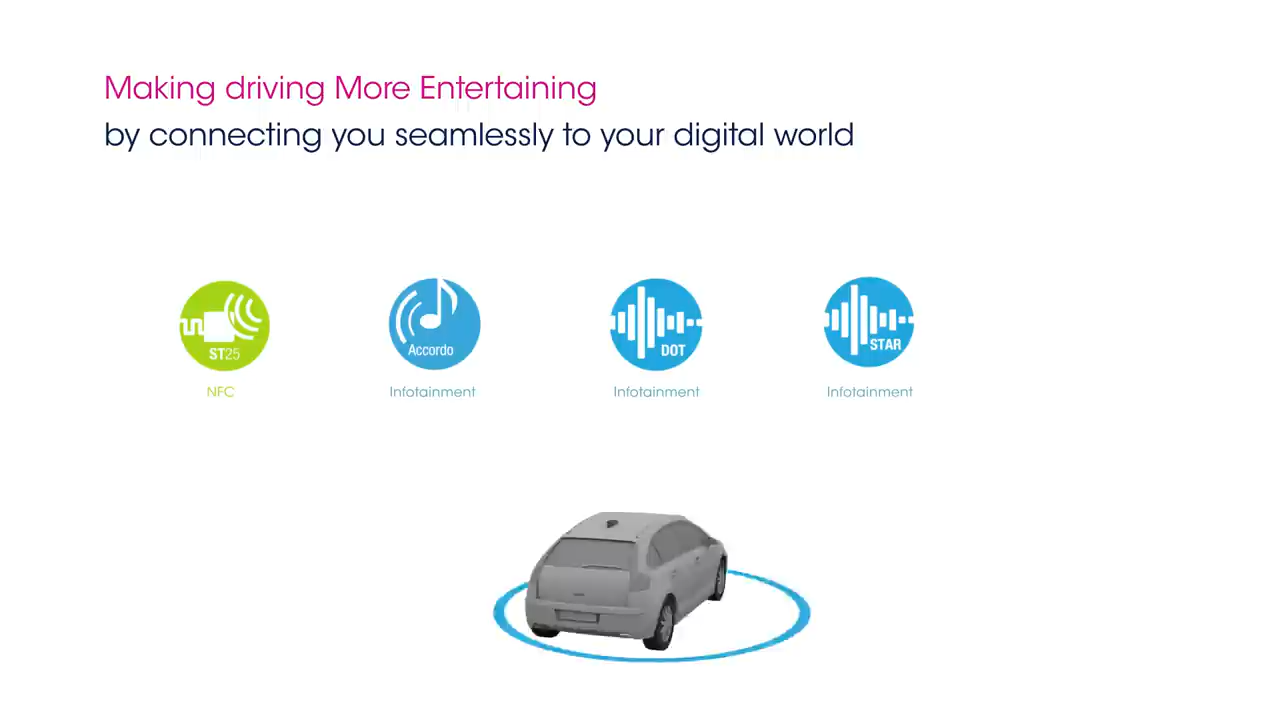 Making driving More Entertaining
by connecting you seamlessly to your digital world
ST25
Accordo
DOT
STAR
NFC
Infotainment
Infotainment
Infotainment